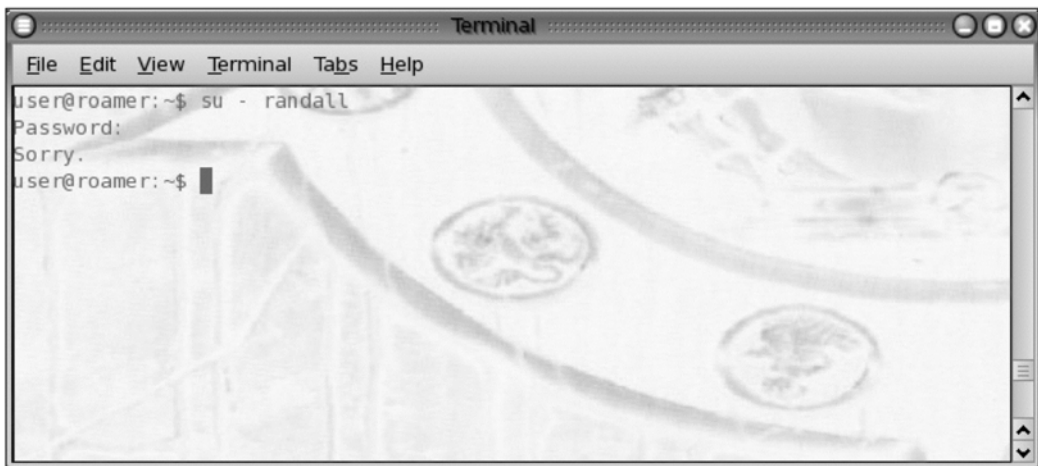 Terminal
File Edit View Terminal Tabs Help
user@roamer:~$ su - randall
Password:
Sorry.
user@roamer:~$